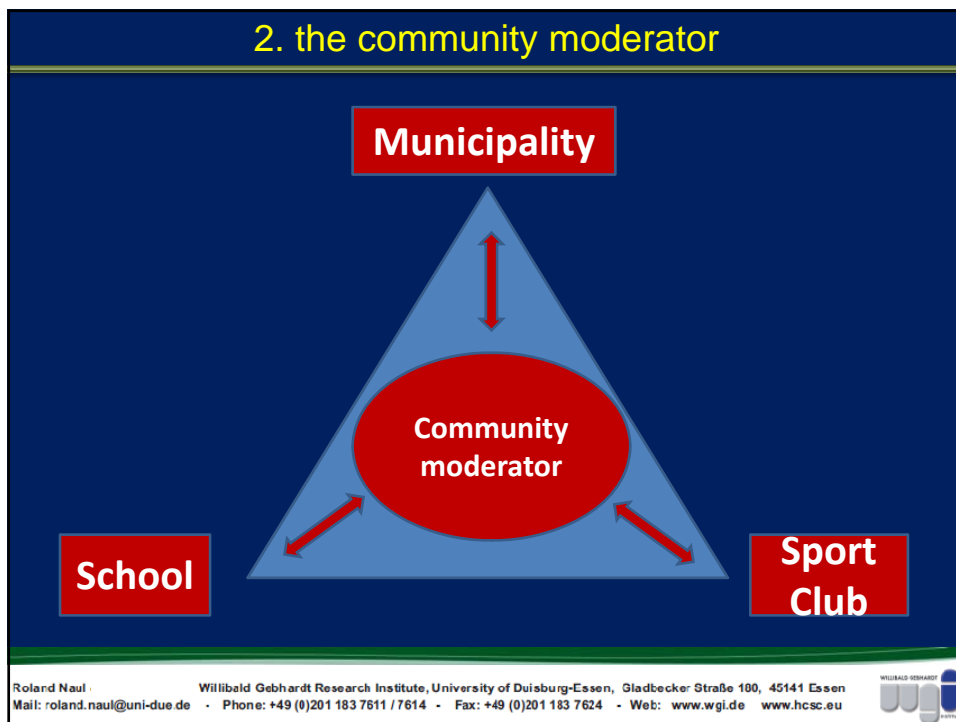 2. the community moderator
Municipality
Community
moderator
School
Sport
Club
Roland Naul
Willibald Gebhardt Research Institute, University of Duisburg-Essen, Gladbecker Straße 180, 45141 Essen
Mail: roland.naul@uni-due.de - Phone: +49 (0)201 183 7611 / 7614 - Fax: +49 (0)201 183 7624 - Web: www.wgi.de www.hcsc.eu
WILLIBALD GEBHARDT
wgi